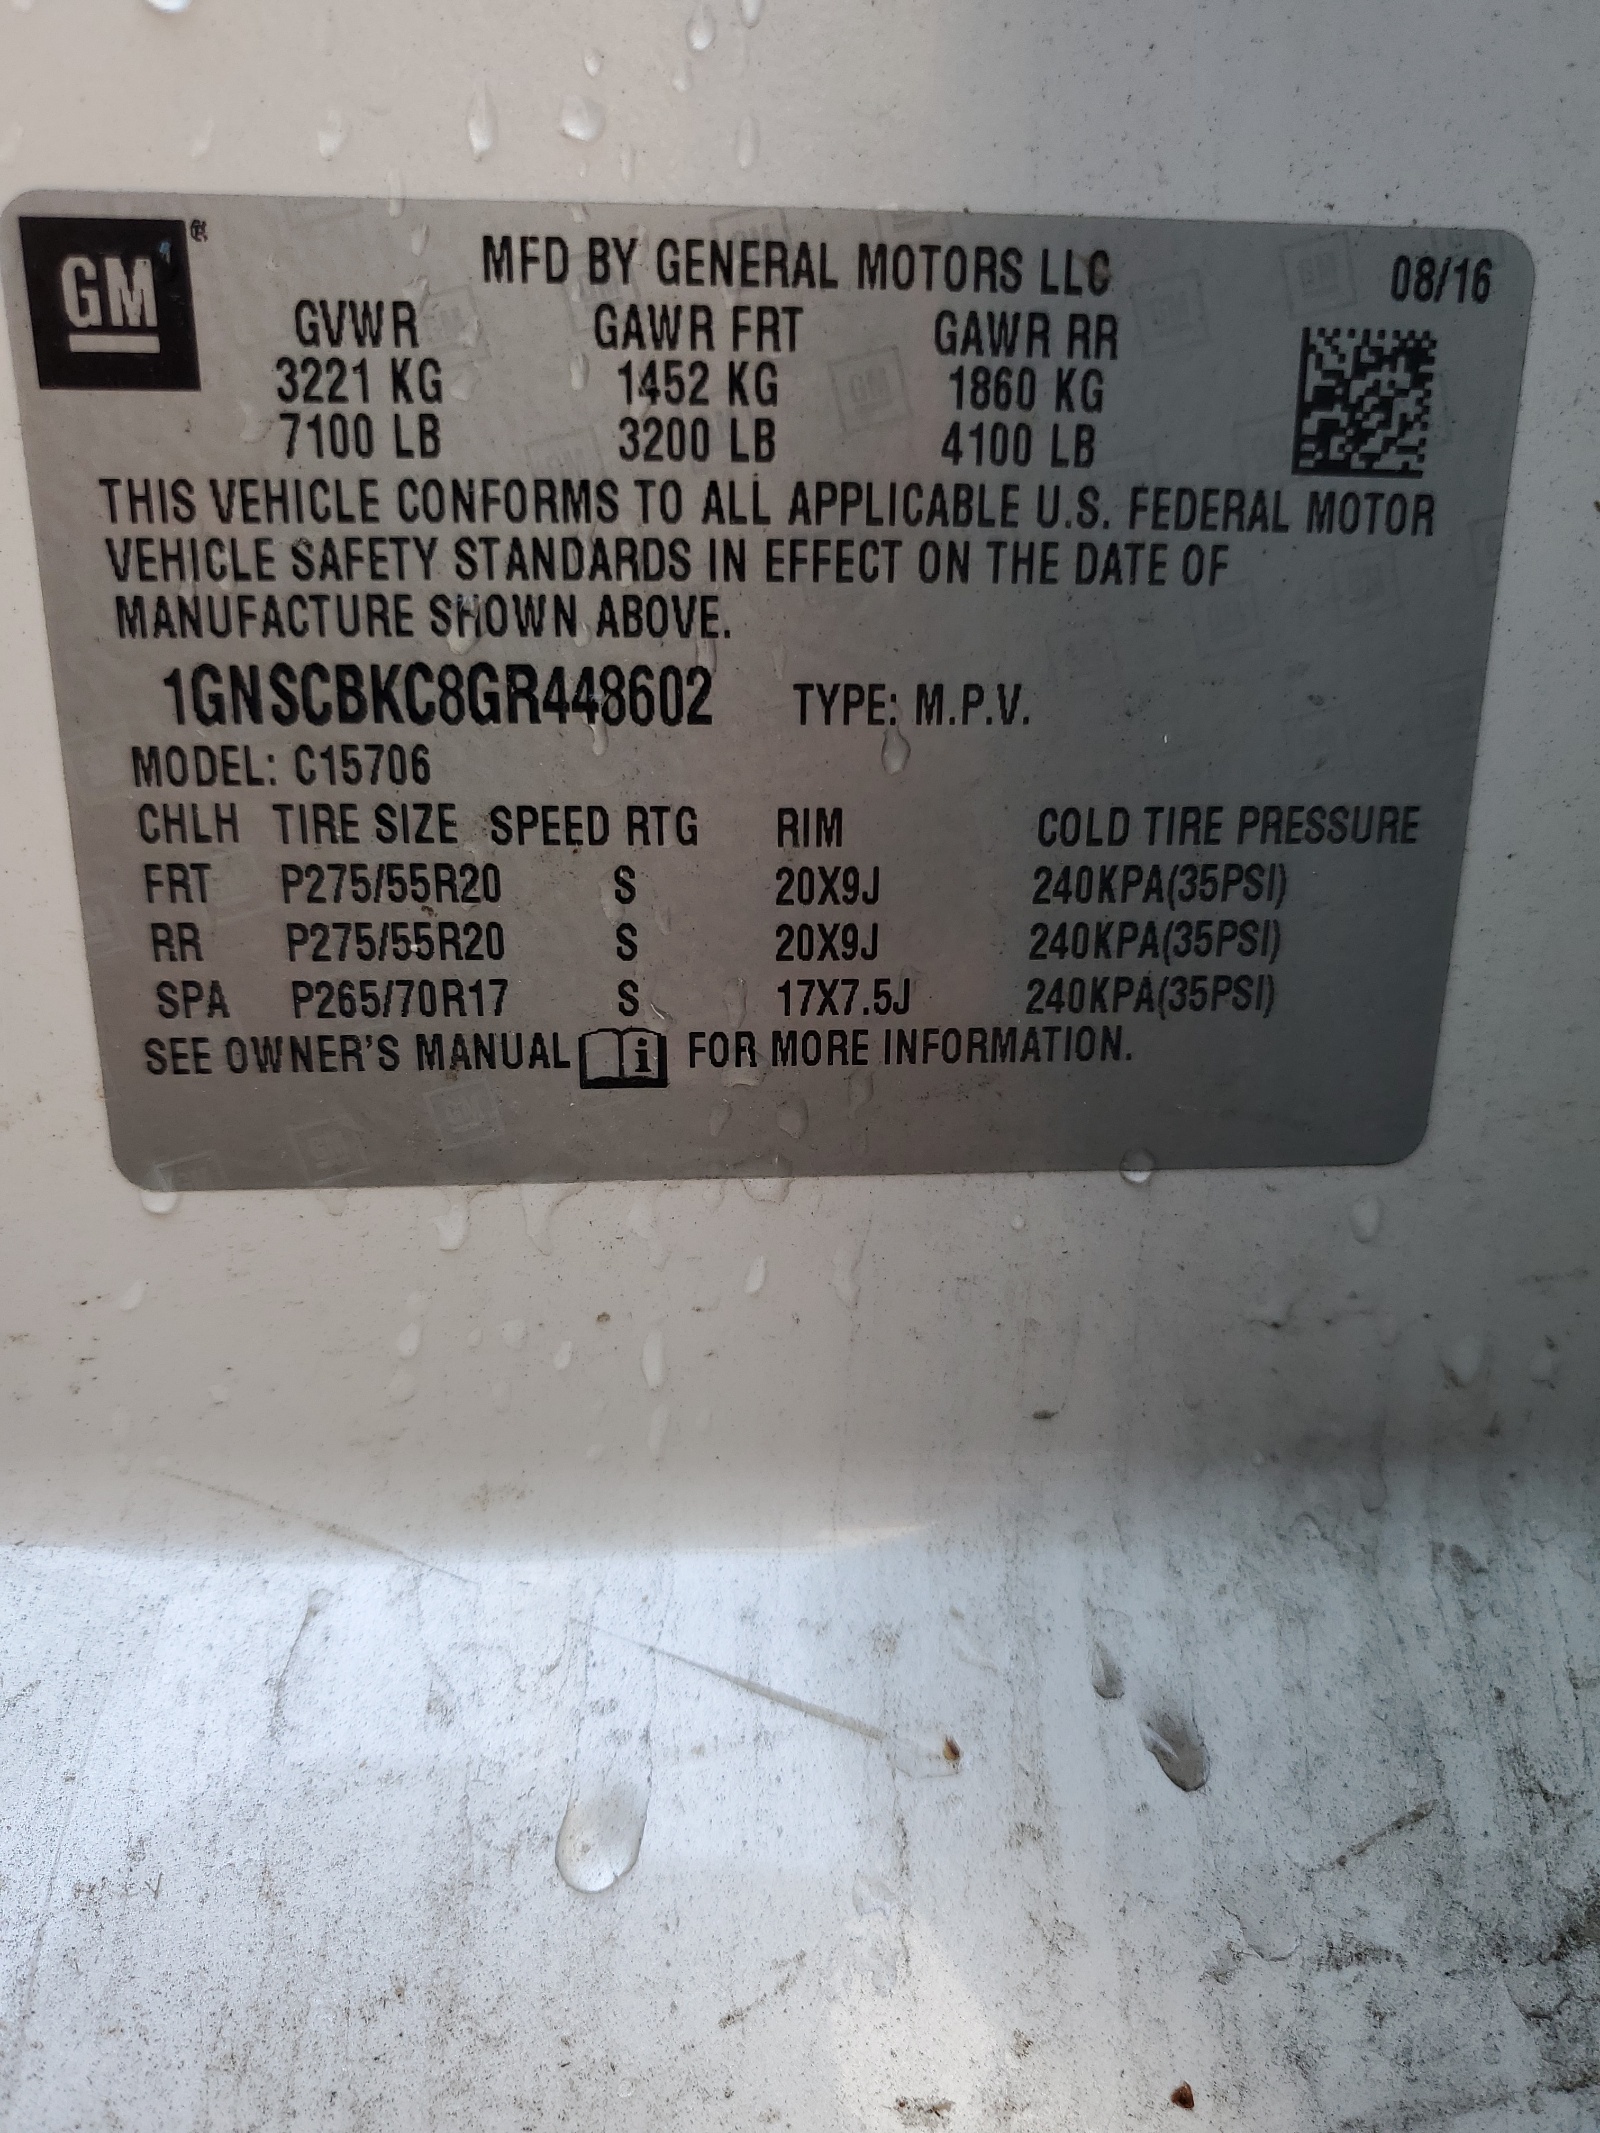 GM ®
MFD BY GENERAL MOTORS LLC 08/16
GVWR GAWR FRT GAWR RR
3221 KG 1452 KG 1860 KG
7100 LB 3200 LB 4100 LB
THIS VEHICLE CONFORMS TO ALL APPLICABLE U.S. FEDERAL MOTOR
VEHICLE SAFETY STANDARDS IN EFFECT ON THE DATE OF
MANUFACTURE SHOWN ABOVE.
1GNSCBKC8GR448602 TYPE: M.P.V.
MODEL: C15706
CHLH TIRE SIZE SPEED RTG RIM COLD TIRE PRESSURE
FRT P275/55R20 S 20X9J 240KPA(35PSI)
RR P275/55R20 S 20X9J 240KPA(35PSI)
SPA P265/70R17 S 17X7.5J 240KPA(35PSI)
SEE OWNER'S MANUAL i FOR MORE INFORMATION.